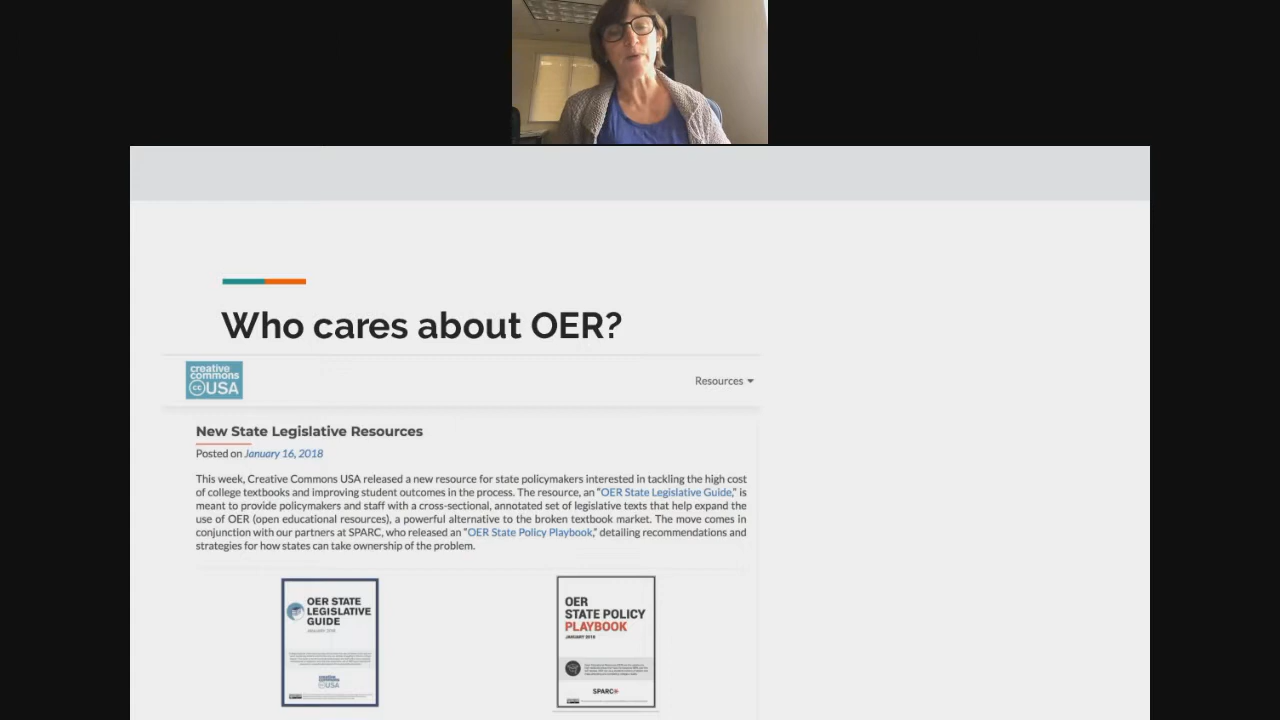 Who cares about OER?
creative
commons
cc USA
Resources
New State Legislative Resources
Posted on January 16, 2018
This week, Creative Commons USA released a new resource for state policymakers interested in tackling the high cost
of college textbooks and improving student outcomes in the process. The resource, an "OER State Legislative Guide," is
meant to provide policymakers and staff with a cross-sectional, annotated set of legislative texts that help expand the
use of OER (open educational resources), a powerful alternative to the broken textbook market. The move comes in
conjunction with our partners at SPARC, who released an "OER State Policy Playbook," detailing recommendations and
strategies for how states can take ownership of the problem.
OER STATE
LEGISLATIVE
GUIDE
JANUARY 2018
OER
STATE POLICY
PLAYBOOK
JANUARY 2018
USA
SPARC